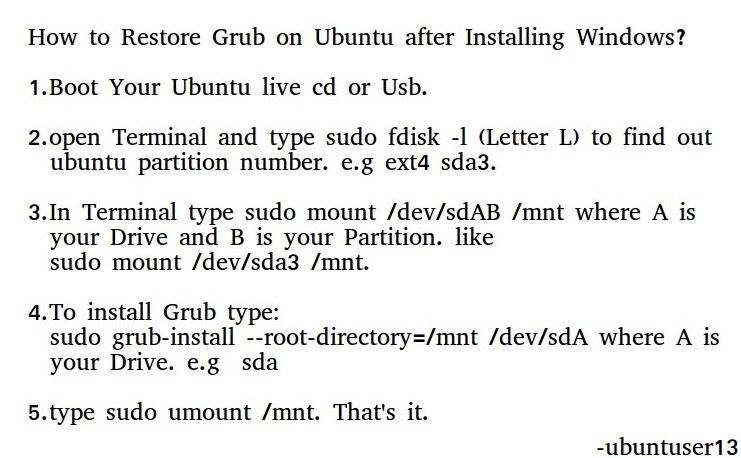 How to Restore Grub on Ubuntu after Installing Windows?
1.Boot Your Ubuntu live cd or Usb.
2.open Terminal and type sudo fdisk -l (Letter L) to find out
ubuntu partition number. e.g ext4 sda3.
3.In Terminal type sudo mount /dev/sdAB /mnt where A is
your Drive and B is your Partition. like
sudo mount /dev/sda3 /mnt.
4.To install Grub type:
sudo grub-install --root-directory=/mnt /dev/sdA where A is
your Drive. e.g sda
5.type sudo umount /mnt. That's it.
-ubuntuser13